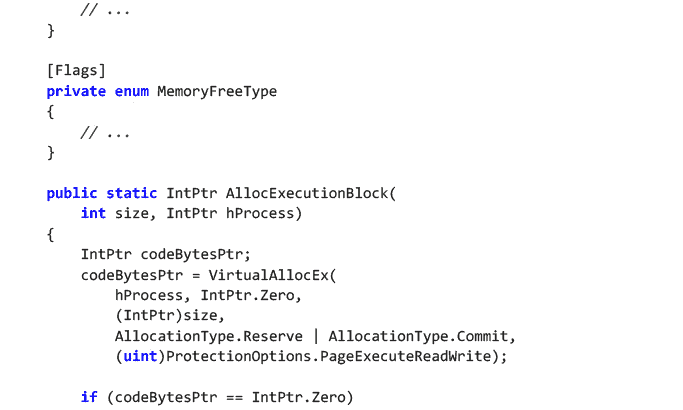 // ...
}
[Flags]
private enum MemoryFreeType
{
// ...
}
public static IntPtr AllocExecutionBlock(
int size, IntPtr hProcess)
{
IntPtr codeBytesPtr;
codeBytesPtr = VirtualAllocEx(
hProcess, IntPtr.Zero,
(IntPtr)size,
AllocationType.Reserve | AllocationType.Commit,
(uint)ProtectionOptions.PageExecuteReadWrite);
if (codeBytesPtr == IntPtr.Zero)